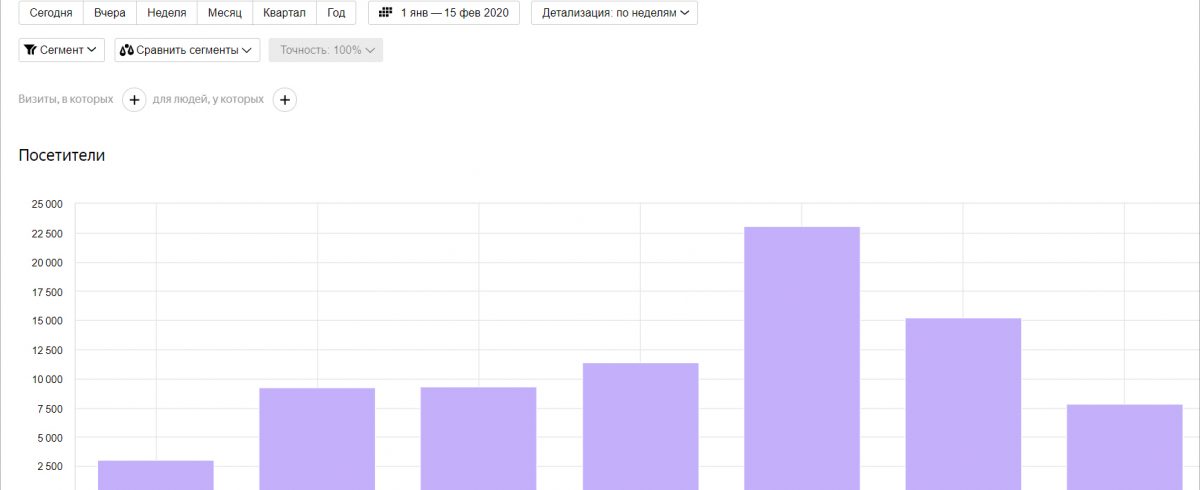 Сегодня Вчера Неделя Месяц Квартал Год 1 янв — 15 фев 2020 Детализация: по неделям
Сегмент Сравнить сегменты Точность: 100%
Визиты, в которых + для людей, у которых +
Посетители
25 000
22 500
20 000
17 500
15 000
12 500
10 000
7 500
5 000
2 500